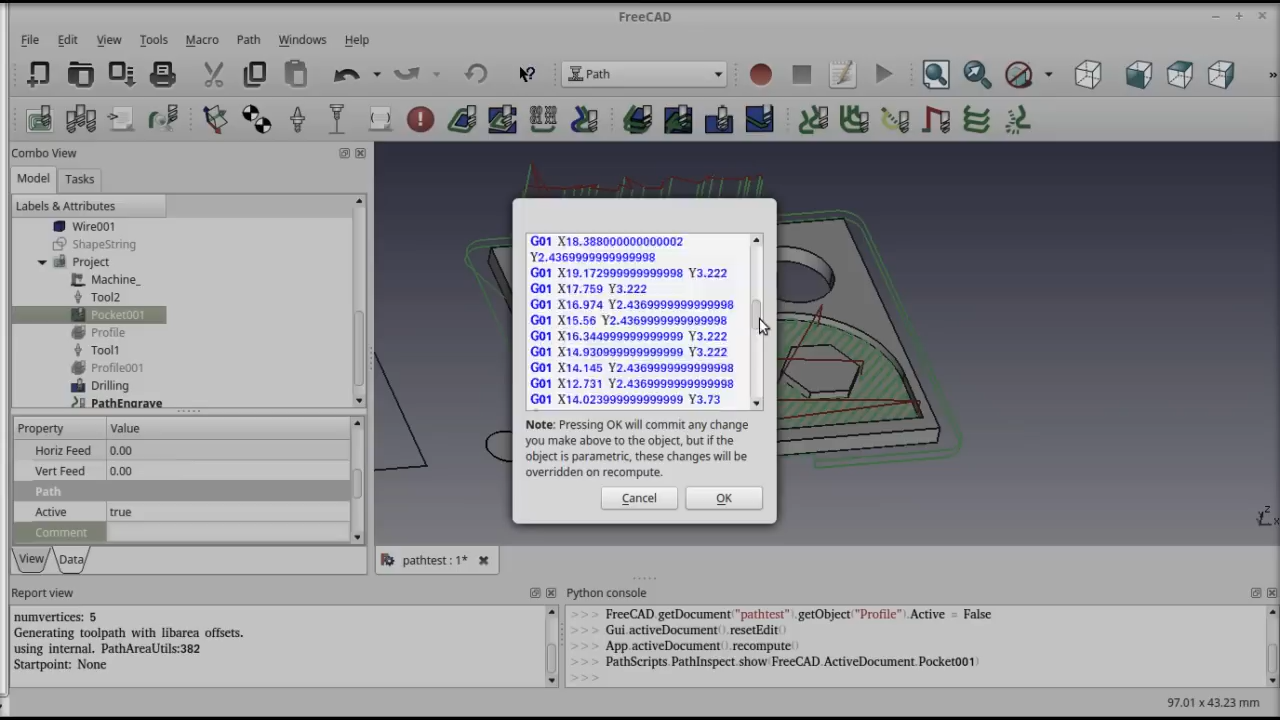 FreeCAD
File Edit View Tools Macro Path Windows Help
Path
Combo View
Model Tasks
Labels & Attributes
Wire001
ShapeString
Project
Machine_
Tool2
Pocket001
Profile
Tool1
Profile001
Drilling
PathEngrave
Property Value
Horiz Feed 0.00
Vert Feed 0.00
Path
Active true
Comment
View Data
G01 X18.388000000000002
Y2.4369999999999998
G01 X19.172999999999998 Y3.222
G01 X17.759 Y3.222
G01 X16.974 Y2.4369999999999998
G01 X15.56 Y2.4369999999999998
G01 X16.344999999999999 Y3.222
G01 X14.930999999999999 Y3.222
G01 X14.145 Y2.4369999999999998
G01 X12.731 Y2.4369999999999998
G01 X14.023999999999999 Y3.73
Note: Pressing OK will commit any change
you make above to the object, but if the
object is parametric, these changes will be
overridden on recompute.
Cancel OK
pathtest : 1*
Report view
numvertices: 5
Generating toolpath with libarea offsets.
using internal. PathAreaUtils:382
Startpoint: None
Python console
>>> FreeCAD.getDocument("pathtest").getObject("Profile").Active = False
>>> Gui.activeDocument().resetEdit()
>>> App.activeDocument().recompute()
>>> PathScripts.PathInspect.show(FreeCAD.ActiveDocument.Pocket001)
>>>
97.01 x 43.23 mm